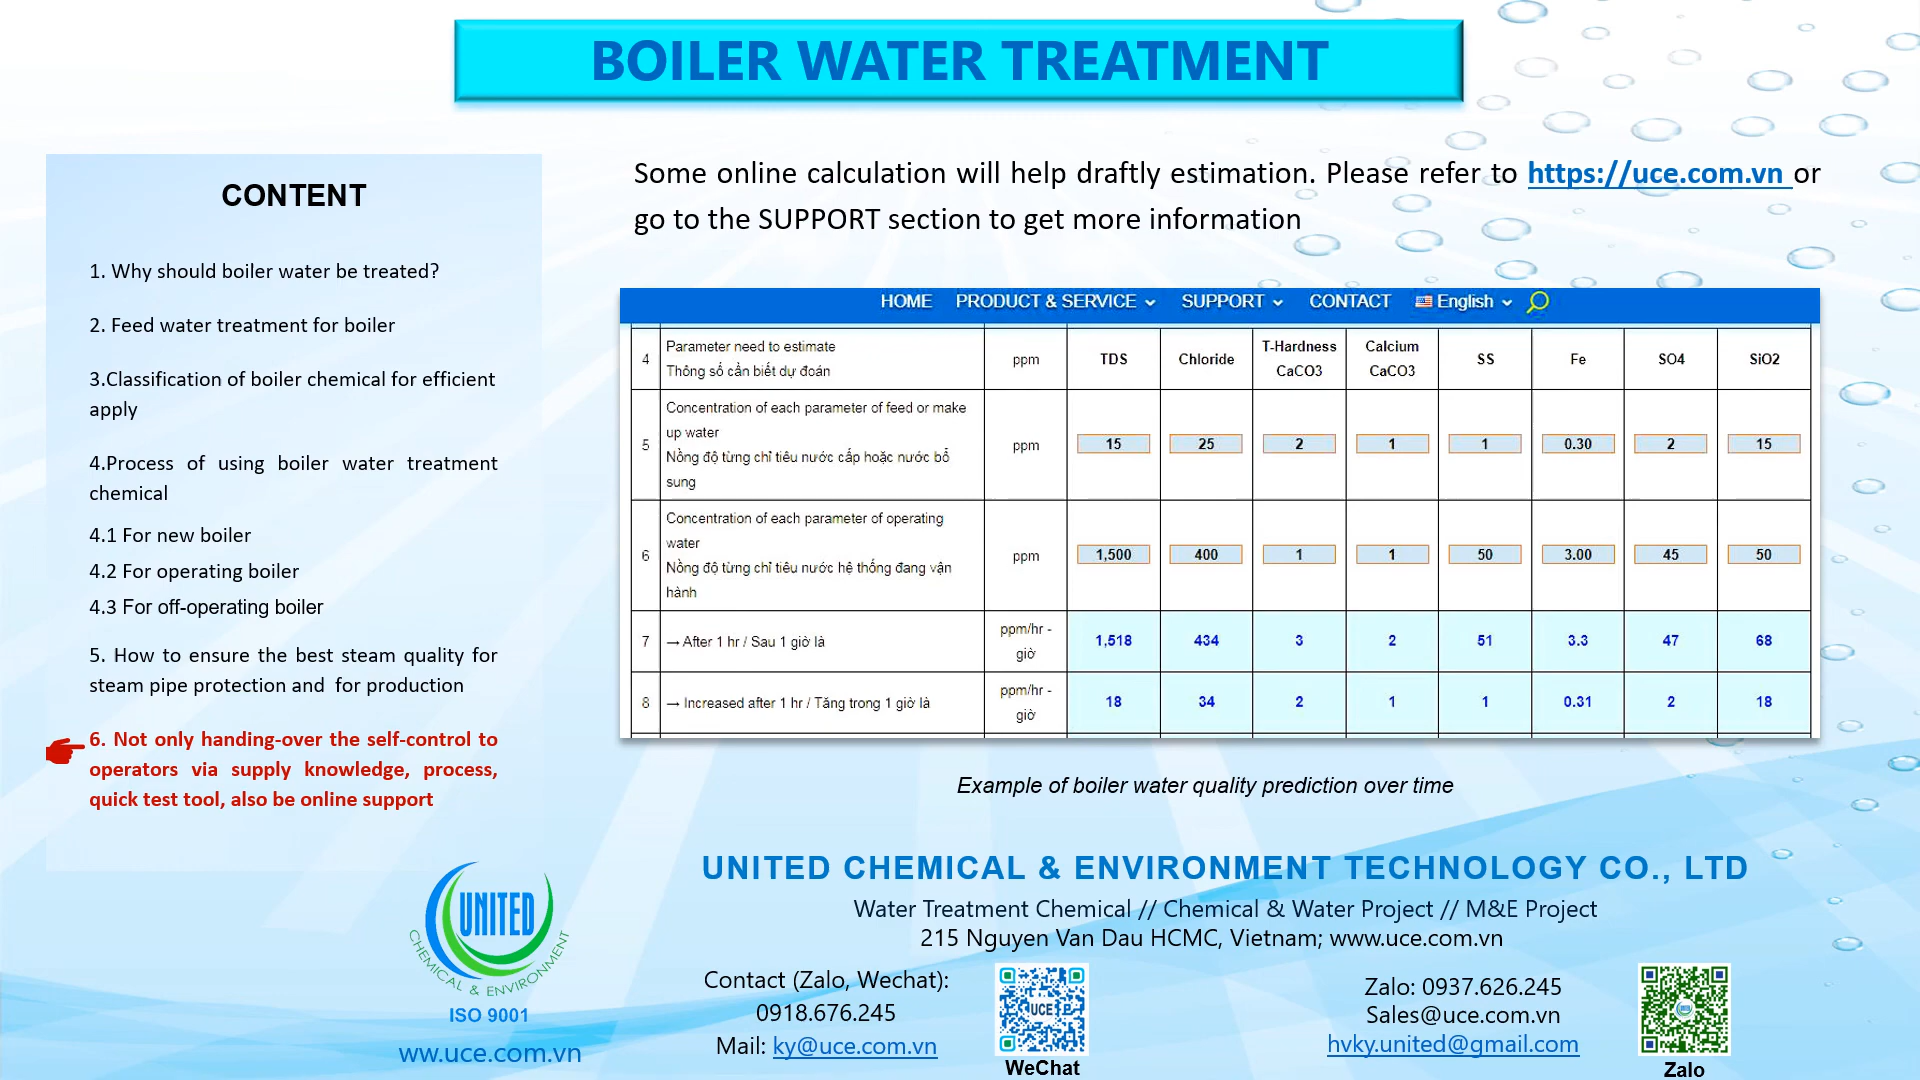 BOILER WATER TREATMENT
CONTENT
1. Why should boiler water be treated?
2. Feed water treatment for boiler
3.Classification of boiler chemical for efficient
apply
4.Process of using boiler water treatment
chemical
4.1 For new boiler
4.2 For operating boiler
4.3 For off-operating boiler
5. How to ensure the best steam quality for
steam pipe protection and for production
6. Not only handing-over the self-control to
operators via supply knowledge, process,
quick test tool, also be online support
Some online calculation will help draftly estimation. Please refer to https://uce.com.vn or
go to the SUPPORT section to get more information
HOME PRODUCT & SERVICE SUPPORT CONTACT English
4 Parameter need to estimate Thông số cần biết dự đoán ppm TDS Chloride T-Hardness CaCO3 Calcium CaCO3 SS Fe SO4 SiO2
5 Concentration of each parameter of feed or make up water Nồng độ từng chỉ tiêu nước cấp hoặc nước bổ sung ppm 15 25 2 1 1 0.30 2 15
6 Concentration of each parameter of operating water Nồng độ từng chỉ tiêu nước hệ thống đang vận hành ppm 1,500 400 1 1 50 3.00 45 50
7 → After 1 hr / Sau 1 giờ là ppm/hr - giờ 1,518 434 3 2 51 3.3 47 68
8 → Increased after 1 hr / Tăng trong 1 giờ là ppm/hr - giờ 18 34 2 1 1 0.31 2 18
Example of boiler water quality prediction over time
UNITED
CHEMICAL & ENVIRONMENT
ISO 9001
ww.uce.com.vn
UNITED CHEMICAL & ENVIRONMENT TECHNOLOGY CO., LTD
Water Treatment Chemical // Chemical & Water Project // M&E Project
215 Nguyen Van Dau HCMC, Vietnam; www.uce.com.vn
Contact (Zalo, Wechat):
0918.676.245
Mail: ky@uce.com.vn
UCE
WeChat
Zalo: 0937.626.245
Sales@uce.com.vn
hvky.united@gmail.com
Zalo